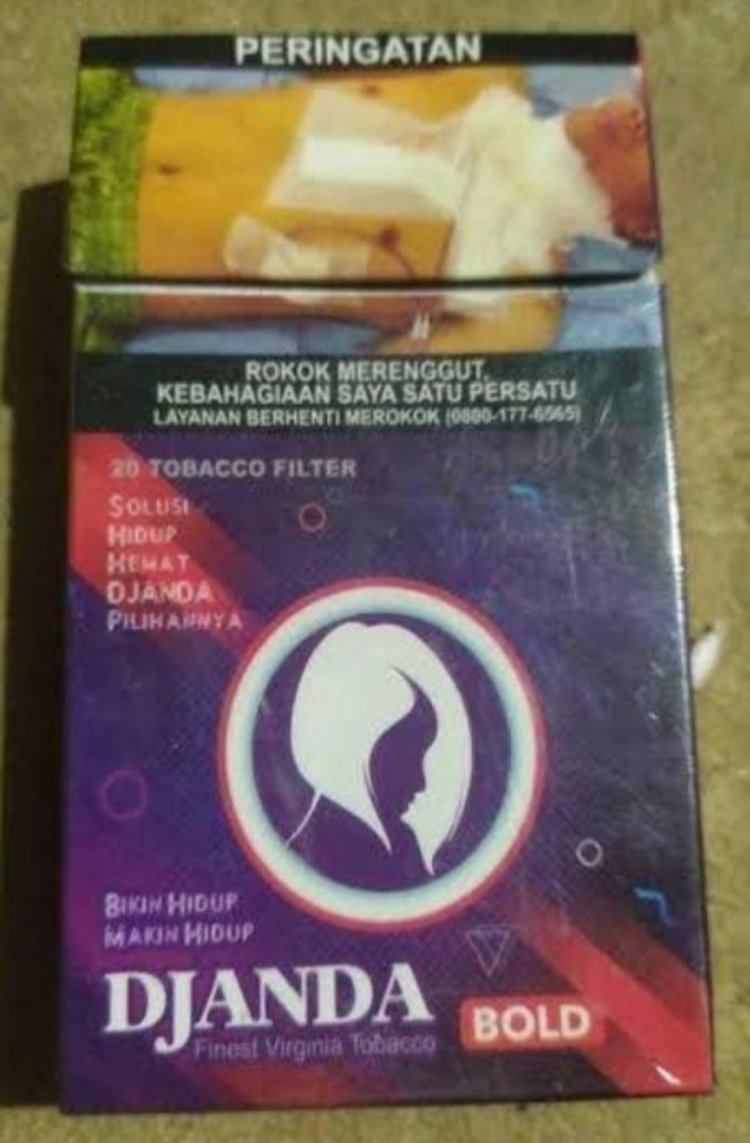 PERINGATAN
ROKOK MERENGGUT
KEBAHAGIAAN SAYA SATU PERSATU
LAYANAN BERHENTI MEROKOK (0800-177-6565)
20 TOBACCO FILTER
SOLUSI
HIDUP
HEMAT
DJANDA
PILIHANNYA
BIKIN HIDUP
MAKIN HIDUP
DJANDA
Finest Virginia Tobacco
BOLD